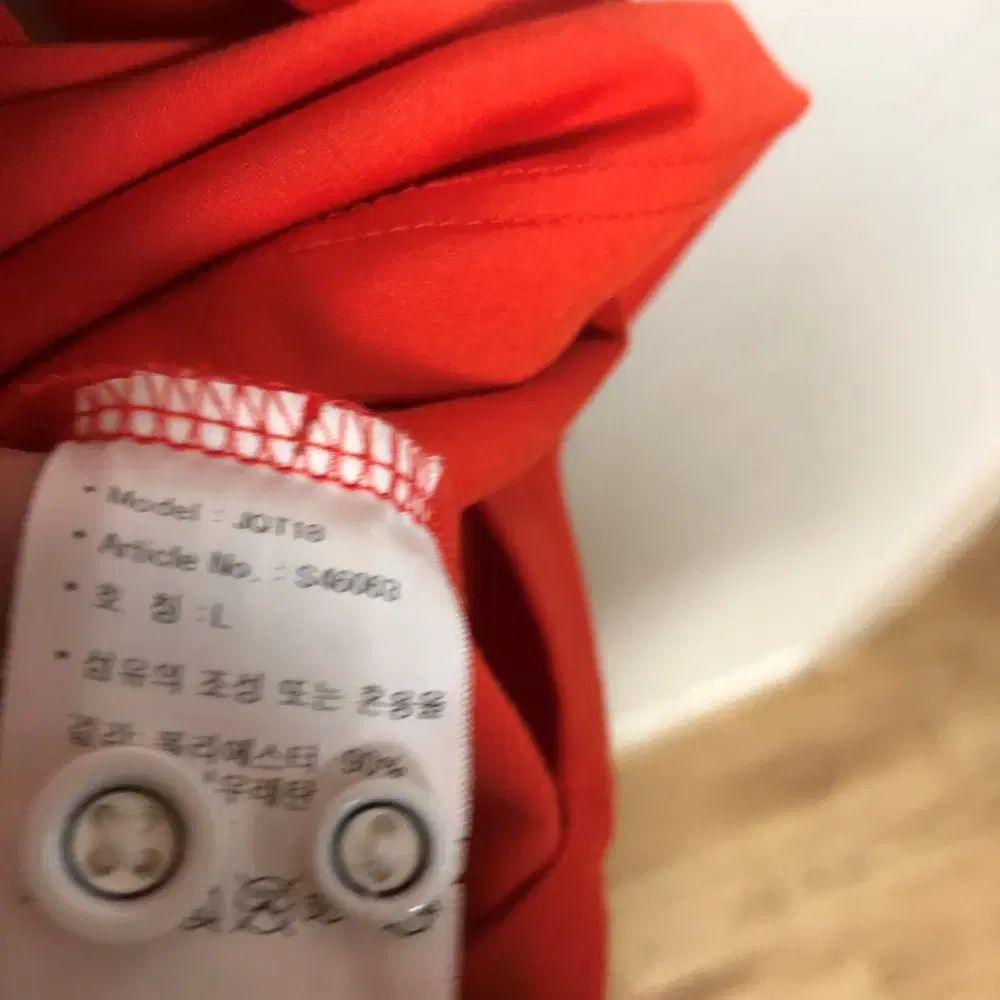 • Model : JQT18
• Article No. : S46063
• 호 칭 :L
• 섬유의 조성 또는 혼용율
겉감: 폴리에스터 90%
*우레탄